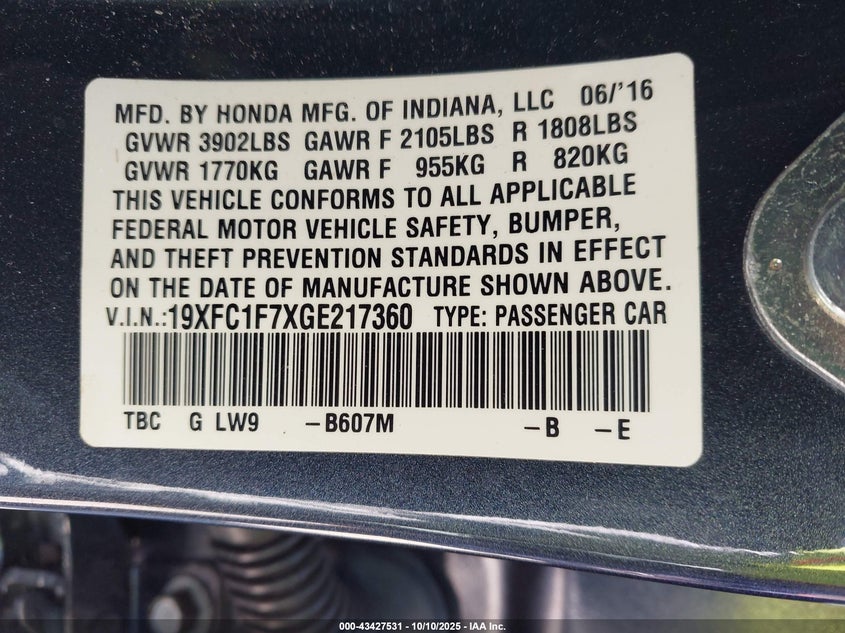 MFD. BY HONDA MFG. OF INDIANA, LLC 06/'16
GVWR 3902LBS GAWR F 2105LBS R 1808LBS
GVWR 1770KG GAWR F 955KG R 820KG
THIS VEHICLE CONFORMS TO ALL APPLICABLE
FEDERAL MOTOR VEHICLE SAFETY, BUMPER,
AND THEFT PREVENTION STANDARDS IN EFFECT
ON THE DATE OF MANUFACTURE SHOWN ABOVE.
V.I.N.:19XFC1F7XGE217360 TYPE: PASSENGER CAR
TBC G LW9 -B607M -B -E
000-43427531 - 10/10/2025 - IAA Inc.